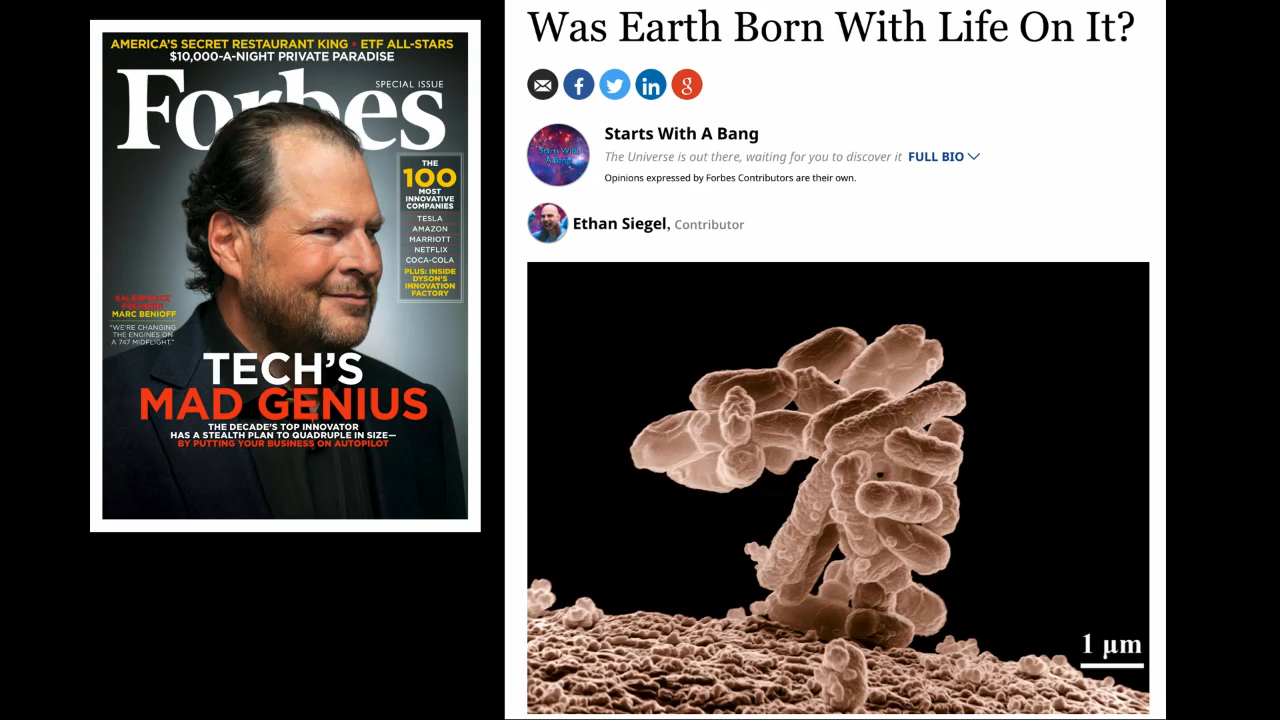 AMERICA'S SECRET RESTAURANT KING • ETF ALL-STARS
$10,000-A-NIGHT PRIVATE PARADISE
Forbes
SPECIAL ISSUE
THE
100
MOST
INNOVATIVE
COMPANIES
TESLA
AMAZON
MARRIOTT
NETFLIX
COCA-COLA
PLUS: INSIDE
DYSON'S
INNOVATION
FACTORY
SALESFORCE
FOUNDER
MARC BENIOFF
"WE'RE CHANGING
THE ENGINES ON
A 747 MIDFLIGHT."
TECH'S
MAD GENIUS
THE DECADE'S TOP INNOVATOR
HAS A STEALTH PLAN TO QUADRUPLE IN SIZE—
BY PUTTING YOUR BUSINESS ON AUTOPILOT
Was Earth Born With Life On It?
Starts With A Bang
The Universe is out there, waiting for you to discover it FULL BIO
Opinions expressed by Forbes Contributors are their own.
Starts With
A Bang!
Ethan Siegel, Contributor
1 µm